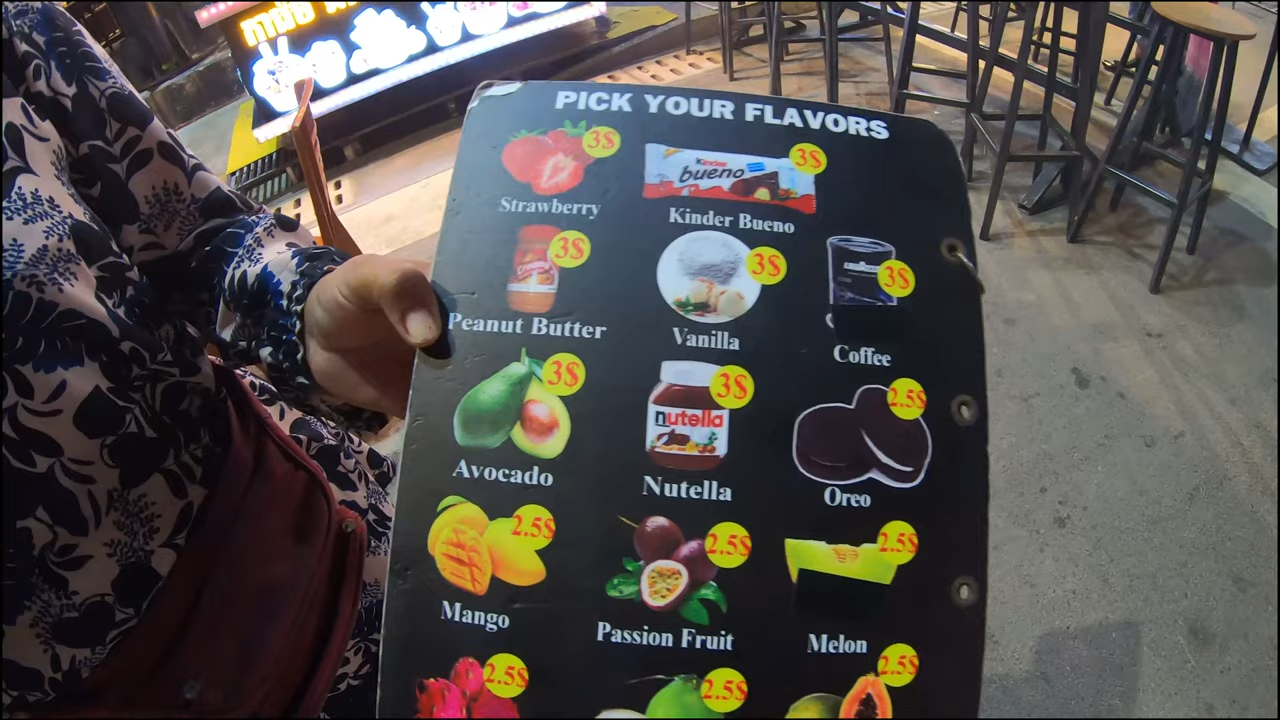 PICK YOUR FLAVORS
3$
3$
Kinder
bueno
Strawberry
Kinder Bueno
3$
3$
3$
Creamy
LAVAZZA
Peanut Butter
Vanilla
Coffee
3$
3$
2.5$
nutella
Avocado
Nutella
Oreo
2.5$
2.5$
2.5$
Mango
Passion Fruit
Melon
2.5$
2.5$
2.5$